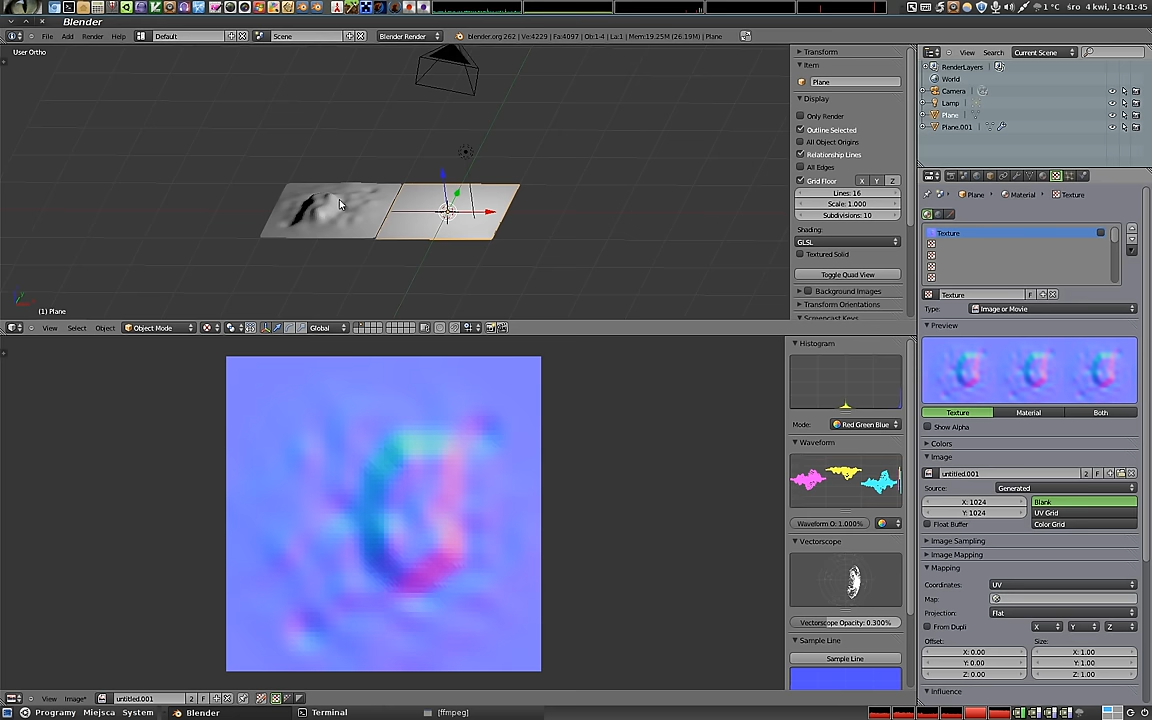 1 °C śro 4 kwi, 14:41:45
Blender
File Add Render Help Default Scene Blender Render blender.org 262 | Ve:4229 | Fa:4097 | Ob:1-4 | La:1 | Mem:19.25M (26.19M) | Plane
User Ortho
(1) Plane
View Select Object Object Mode Global
Transform
Item
Plane
Display
Only Render
Outline Selected
All Object Origins
Relationship Lines
All Edges
Grid Floor X Y Z
Lines: 16
Scale: 1.000
Subdivisions: 10
Shading:
GLSL
Textured Solid
Toggle Quad View
Background Images
Transform Orientations
Screencast Keys
View Search: Current Scene
RenderLayers
World
Camera
Lamp
Plane
Plane.001
Plane Material Texture
Texture
Texture F
Type: Image or Movie
Preview
Texture Material Both
Show Alpha
Colors
Image
untitled.001 2 F
Source: Generated
X: 1024 Blank
Y: 1024 UV Grid
Float Buffer Color Grid
Image Sampling
Image Mapping
Mapping
Coordinates: UV
Map:
Projection: Flat
From Dupli X Y Z
Offset: Size:
X: 0.00 X: 1.00
Y: 0.00 Y: 1.00
Z: 0.00 Z: 1.00
Influence
Histogram
Mode: Red Green Blue
Waveform
Waveform O: 1.000%
Vectorscope
Vectorscope Opacity: 0.300%
Sample Line
Sample Line
View Image* untitled.001 2 F
Programy Miejsca System Blender Terminal [ffmpeg]